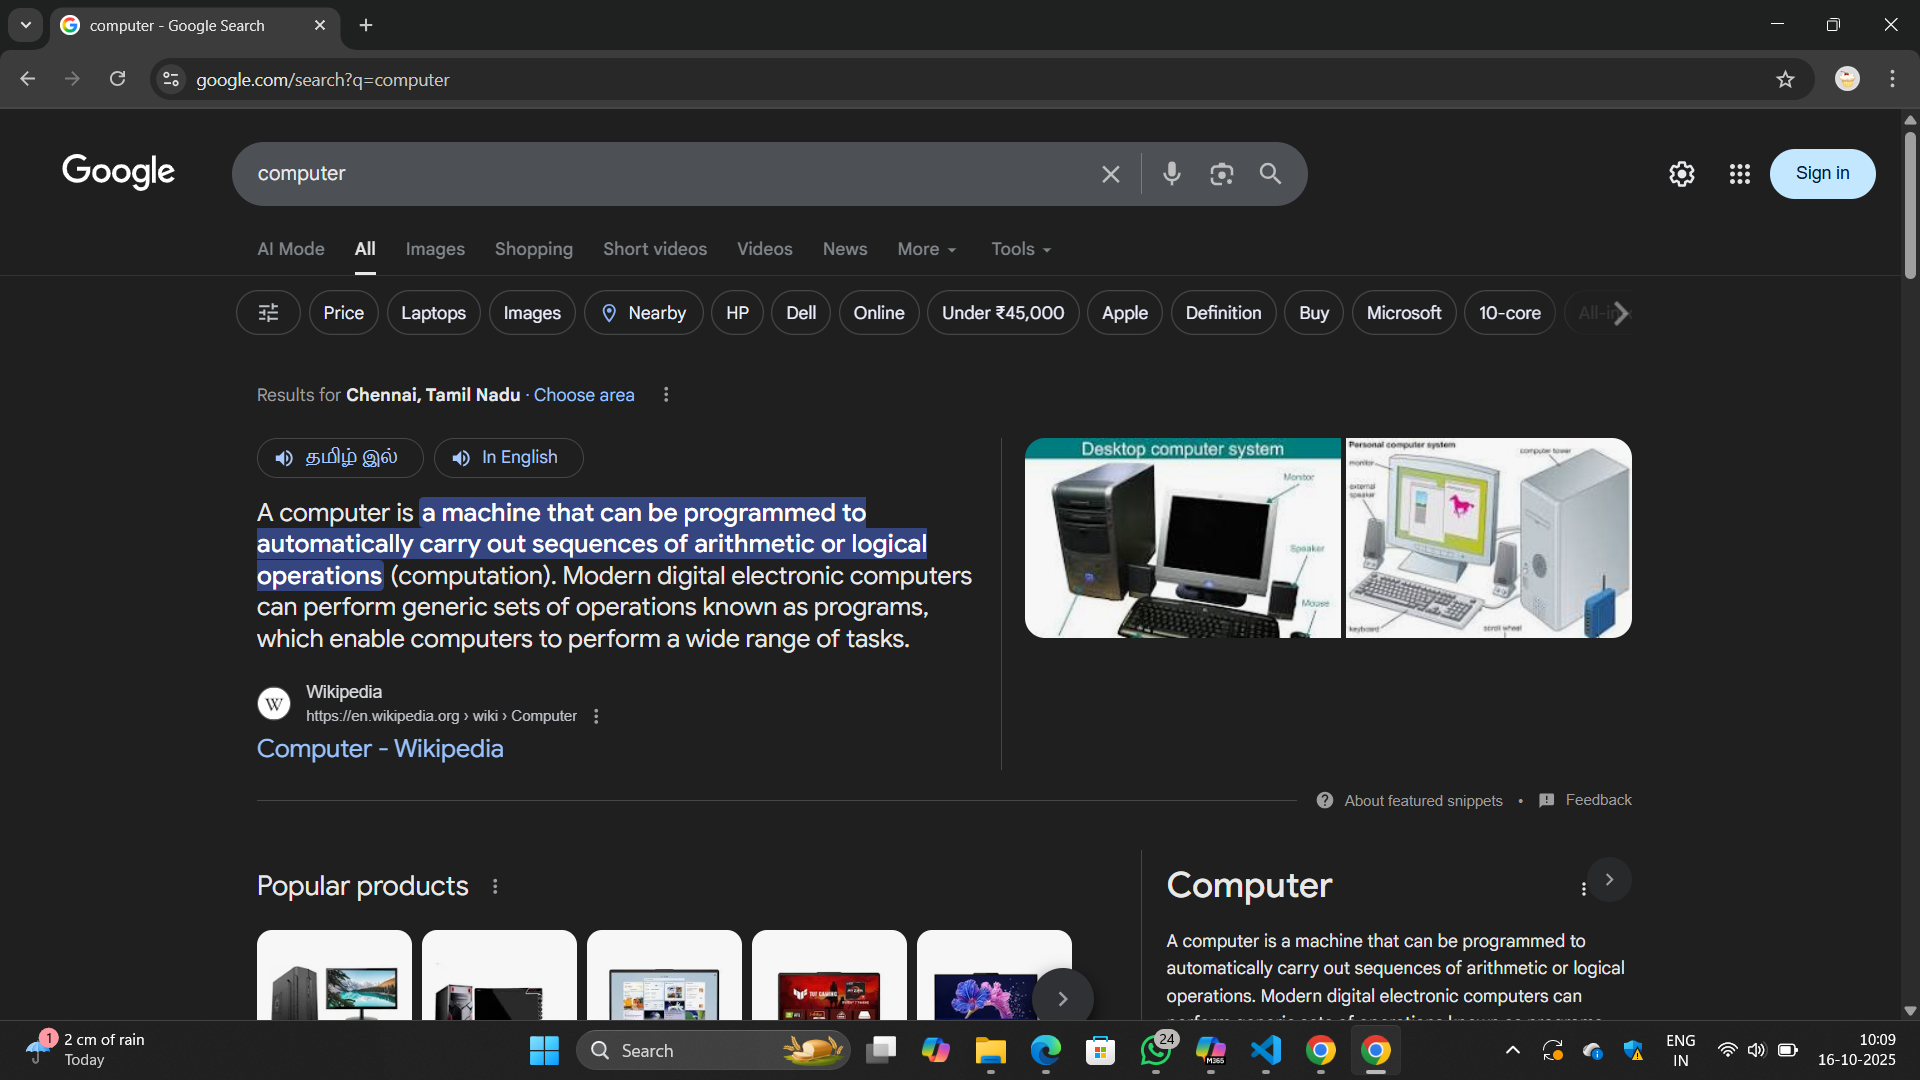 computer - Google Search
google.com/search?q=computer
Google
computer
Sign in
AI Mode
All
Images
Shopping
Short videos
Videos
News
More
Tools
Price
Laptops
Images
Nearby
HP
Dell
Online
Under ₹45,000
Apple
Definition
Buy
Microsoft
10-core
Results for Chennai, Tamil Nadu · Choose area
தமிழ் இல்
In English
A computer is a machine that can be programmed to
automatically carry out sequences of arithmetic or logical
operations (computation). Modern digital electronic computers
can perform generic sets of operations known as programs,
which enable computers to perform a wide range of tasks.
Desktop computer system
Monitor
Speaker
Mouse
Personal computer system
monitor
computer tower
external
speaker
keyboard
scroll wheel
W
Wikipedia
https://en.wikipedia.org › wiki › Computer
Computer - Wikipedia
About featured snippets • Feedback
Popular products
Computer
A computer is a machine that can be programmed to
automatically carry out sequences of arithmetic or logical
operations. Modern digital electronic computers can
1
2 cm of rain
Today
Search
24
M365
ENG
IN
10:09
16-10-2025